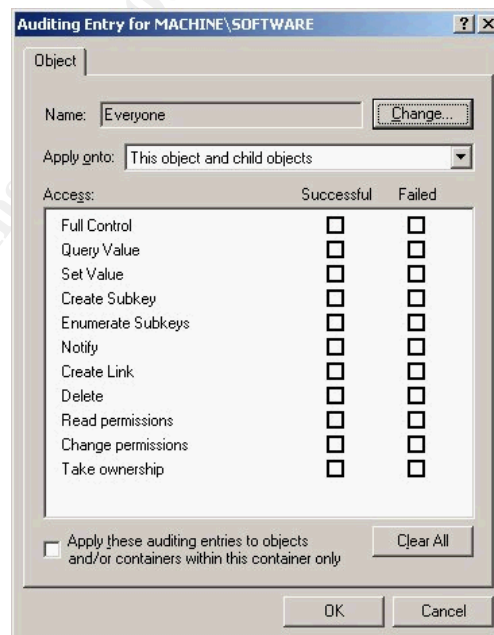 Auditing Entry for MACHINE\SOFTWARE
Object
Name: Everyone Change...
Apply onto: This object and child objects
Access: Successful Failed
Full Control
Query Value
Set Value
Create Subkey
Enumerate Subkeys
Notify
Create Link
Delete
Read permissions
Change permissions
Take ownership
Apply these auditing entries to objects
and/or containers within this container only
Clear All
OK Cancel